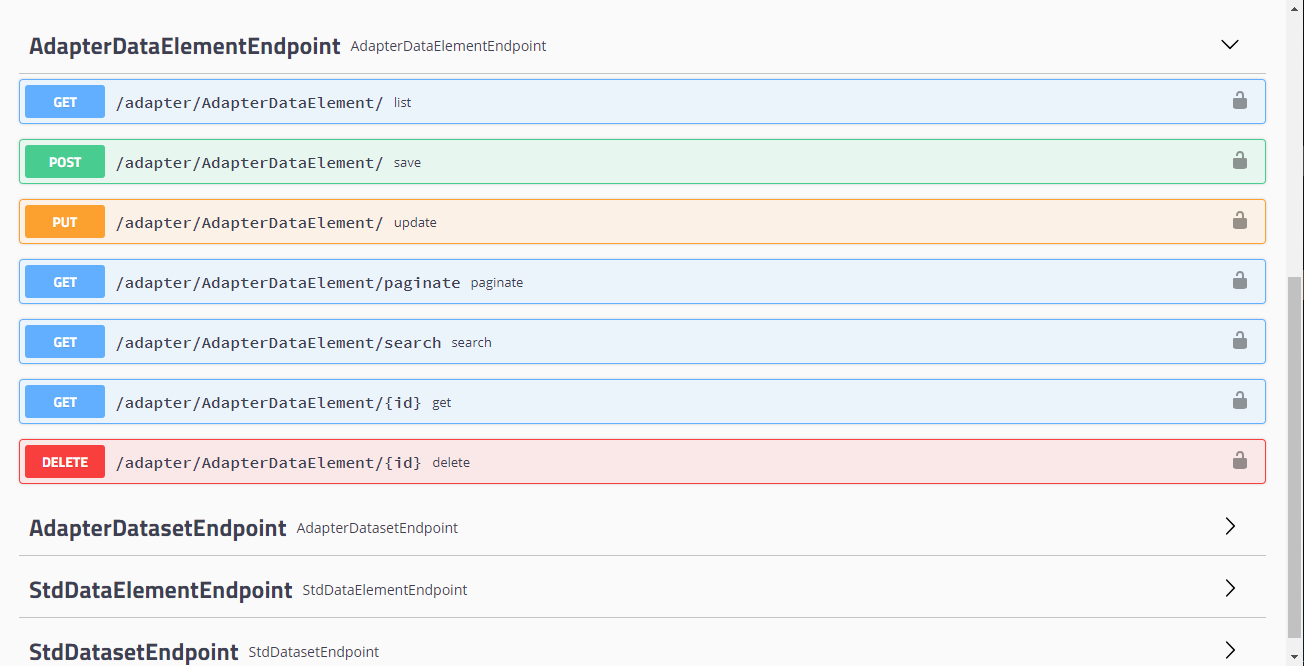 AdapterDataElementEndpoint AdapterDataElementEndpoint
GET /adapter/AdapterDataElement/ list
POST /adapter/AdapterDataElement/ save
PUT /adapter/AdapterDataElement/ update
GET /adapter/AdapterDataElement/paginate paginate
GET /adapter/AdapterDataElement/search search
GET /adapter/AdapterDataElement/{id} get
DELETE /adapter/AdapterDataElement/{id} delete
AdapterDatasetEndpoint AdapterDatasetEndpoint
StdDataElementEndpoint StdDataElementEndpoint
StdDatasetEndpoint StdDatasetEndpoint